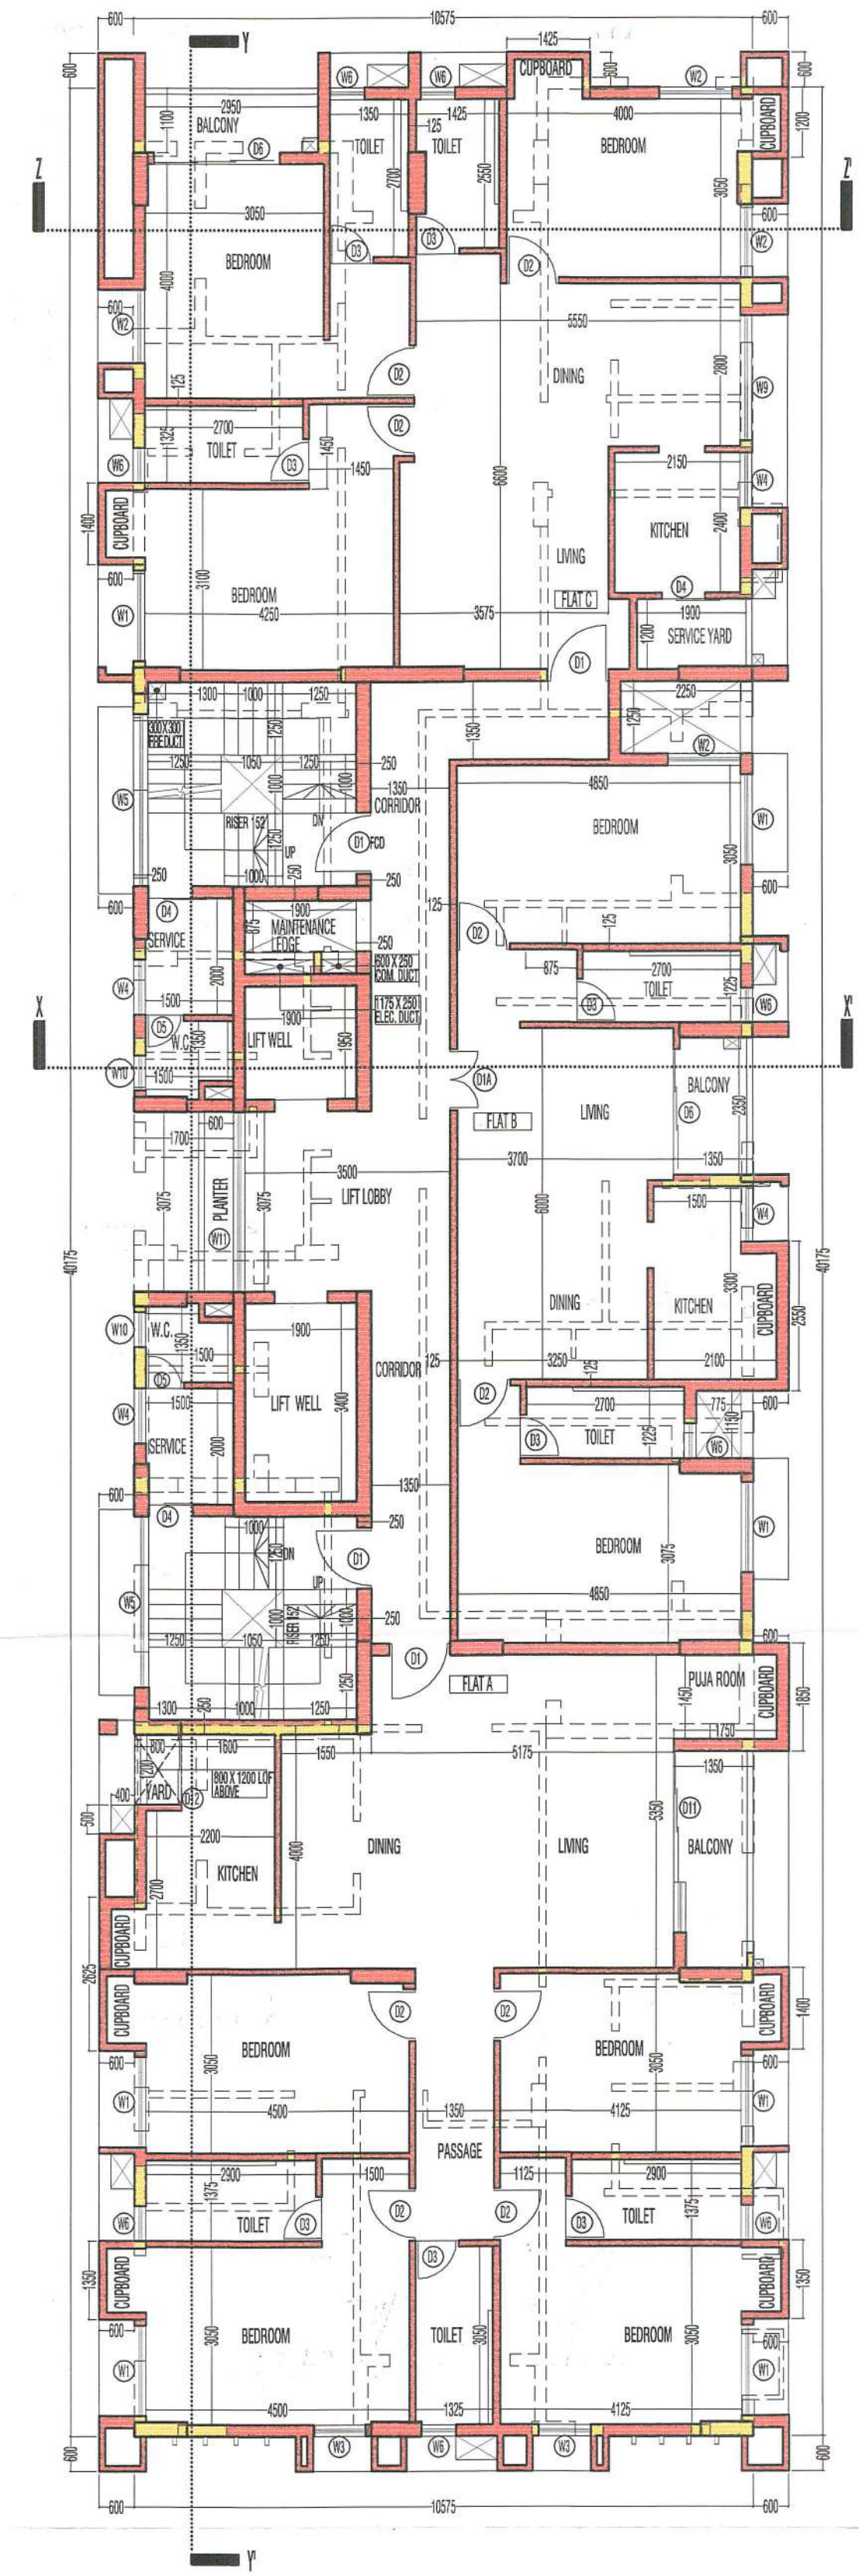 Y
600
10575
600
1425
600
600
CUPBOARD
600
W6
W6
W2
2950
1100
BALCONY
D6
1350
125
1425
4000
CUPBOARD
1200
TOILET
TOILET
BEDROOM
Z
Z'
2700
2550
3050
3050
600
BEDROOM
D3
D3
D2
W2
4000
600
W2
5550
DINING
2800
D2
W9
125
2700
TOILET
1325
D2
1450
1450
D3
W6
6600
2150
W4
1400
CUPBOARD
KITCHEN
2400
600
3100
LIVING
BEDROOM
D4
W1
4250
3575
FLAT C
1900
1200
SERVICE YARD
D1
1300
1000
1250
2250
1250
300X300
FIRE DUCT
1250
1350
W2
1250
1050
1250
250
W5
1000
1000
1350
4850
CORRIDOR
RISER 152
DN
BEDROOM
W1
1250
UP
D1
FCD
3050
250
1000
250
250
600
600
D4
1900
125
875
MAINTENANCE
LEDGE
D2
125
SERVICE
250
600 X 250
COM. DUCT
875
2700
W4
2000
TOILET
1225
1500
1175 X 250
ELEC. DUCT
D3
W6
1900
D5
W.C.
1350
LIFT WELL
1950
X
X'
W10
1500
D1A
BALCONY
D6
2350
600
FLAT B
LIVING
1700
3700
1350
3500
3075
PLANTER
3075
LIFT LOBBY
1500
W4
6000
W11
40175
40175
3300
CUPBOARD
2550
DINING
KITCHEN
W10
W.C.
1350
1500
1900
CORRIDOR
125
3250
125
2100
D5
D2
1500
LIFT WELL
3400
2700
775
600
W4
1150
SERVICE
2000
D3
TOILET
1225
W6
600
1350
D4
250
1000
W1
BEDROOM
3075
DN
1250
D1
UP
4850
W5
1000
RISER 152
1000
1250
1050
1250
250
600
D1
PUJA ROOM
CUPBOARD
1850
FLAT A
1450
1300
250
1000
1250
1250
1750
800
1600
1550
5175
1350
1200
800 X 1200 LOF
ABOVE
YARD
400
D12
5350
D11
500
2200
DINING
LIVING
BALCONY
4000
KITCHEN
2700
CUPBOARD
2625
CUPBOARD
D2
D2
CUPBOARD
1400
BEDROOM
BEDROOM
3050
3050
600
600
W1
W1
4500
1350
4125
PASSAGE
2900
1500
1125
2900
1375
1375
D2
D2
W6
TOILET
D3
D3
TOILET
W6
D3
1350
CUPBOARD
CUPBOARD
1350
BEDROOM
3050
TOILET
3050
BEDROOM
3050
600
600
W1
W1
4500
1325
4125
600
W3
W6
W3
600
600
10575
600
Y'